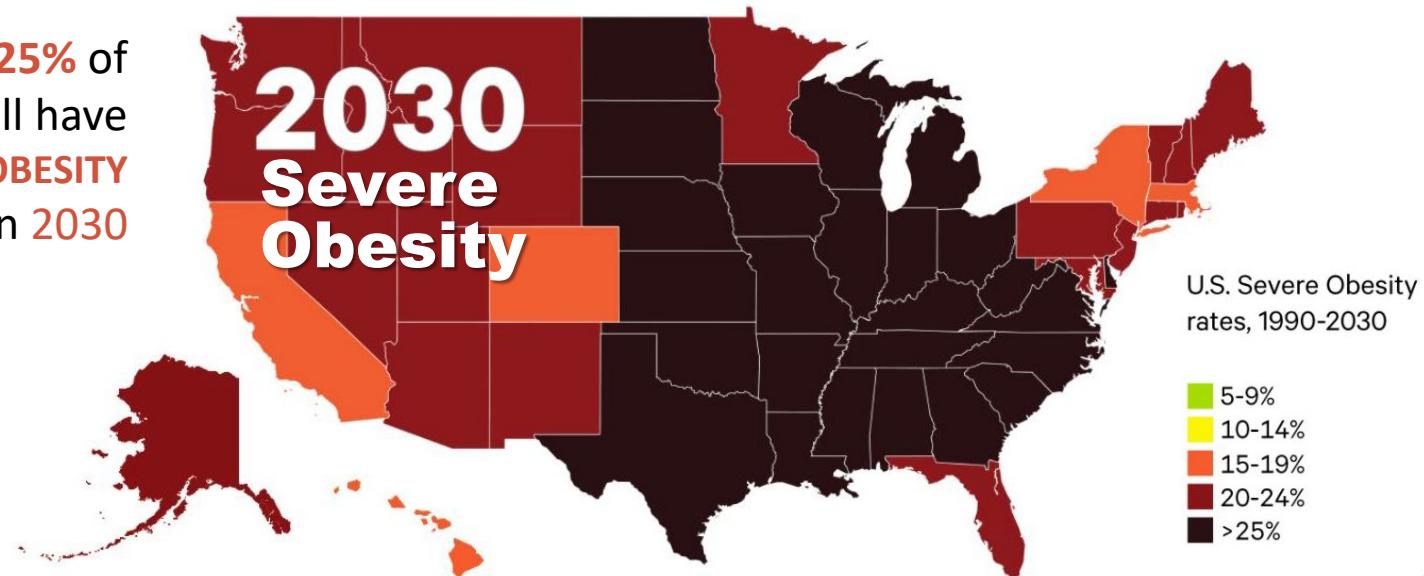 25% of
ll have
OBESITY
n 2030
2030
Severe
Obesity
U.S. Severe Obesity
rates, 1990-2030
5-9%
10-14%
15-19%
20-24%
>25%